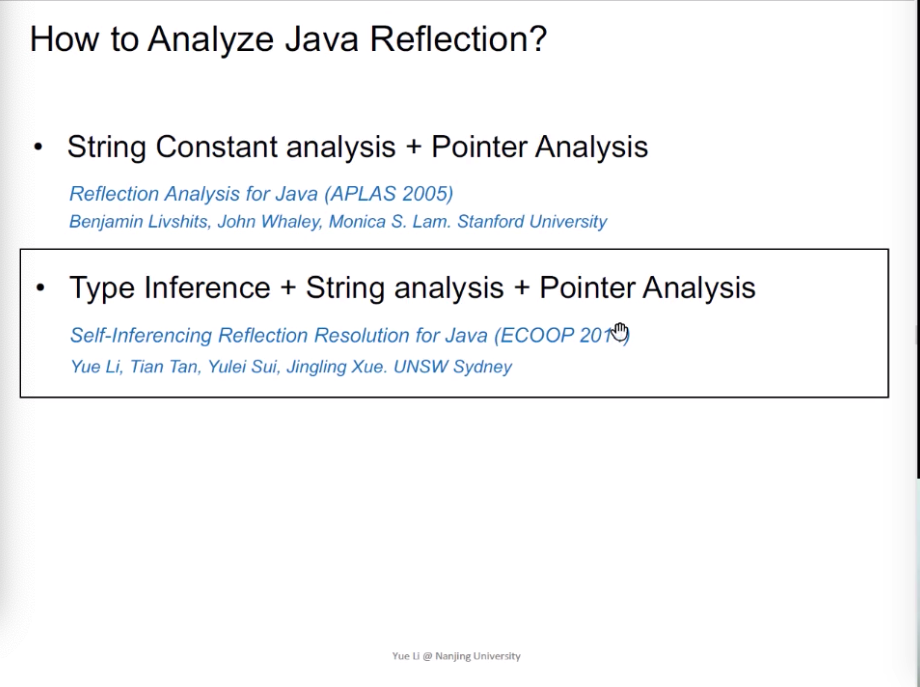 How to Analyze Java Reflection?
• String Constant analysis + Pointer Analysis
Reflection Analysis for Java (APLAS 2005)
Benjamin Livshits, John Whaley, Monica S. Lam. Stanford University
• Type Inference + String analysis + Pointer Analysis
Self-Inferencing Reflection Resolution for Java (ECOOP
Yue Li, Tian Tan, Yulei Sui, Jingling Xue. UNSW Sydney
Yue Li @ Nanjing University